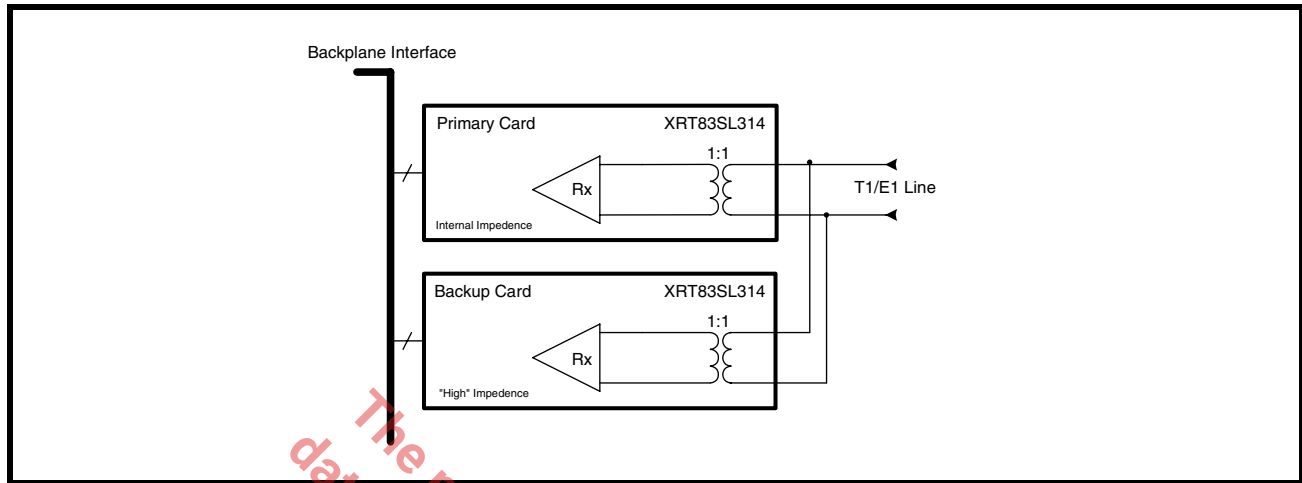 Backplane Interface
Primary Card XRT83SL314
1:1
Rx
T1/E1 Line
Internal Impedence
Backup Card XRT83SL314
1:1
Rx
"High" Impedence
The